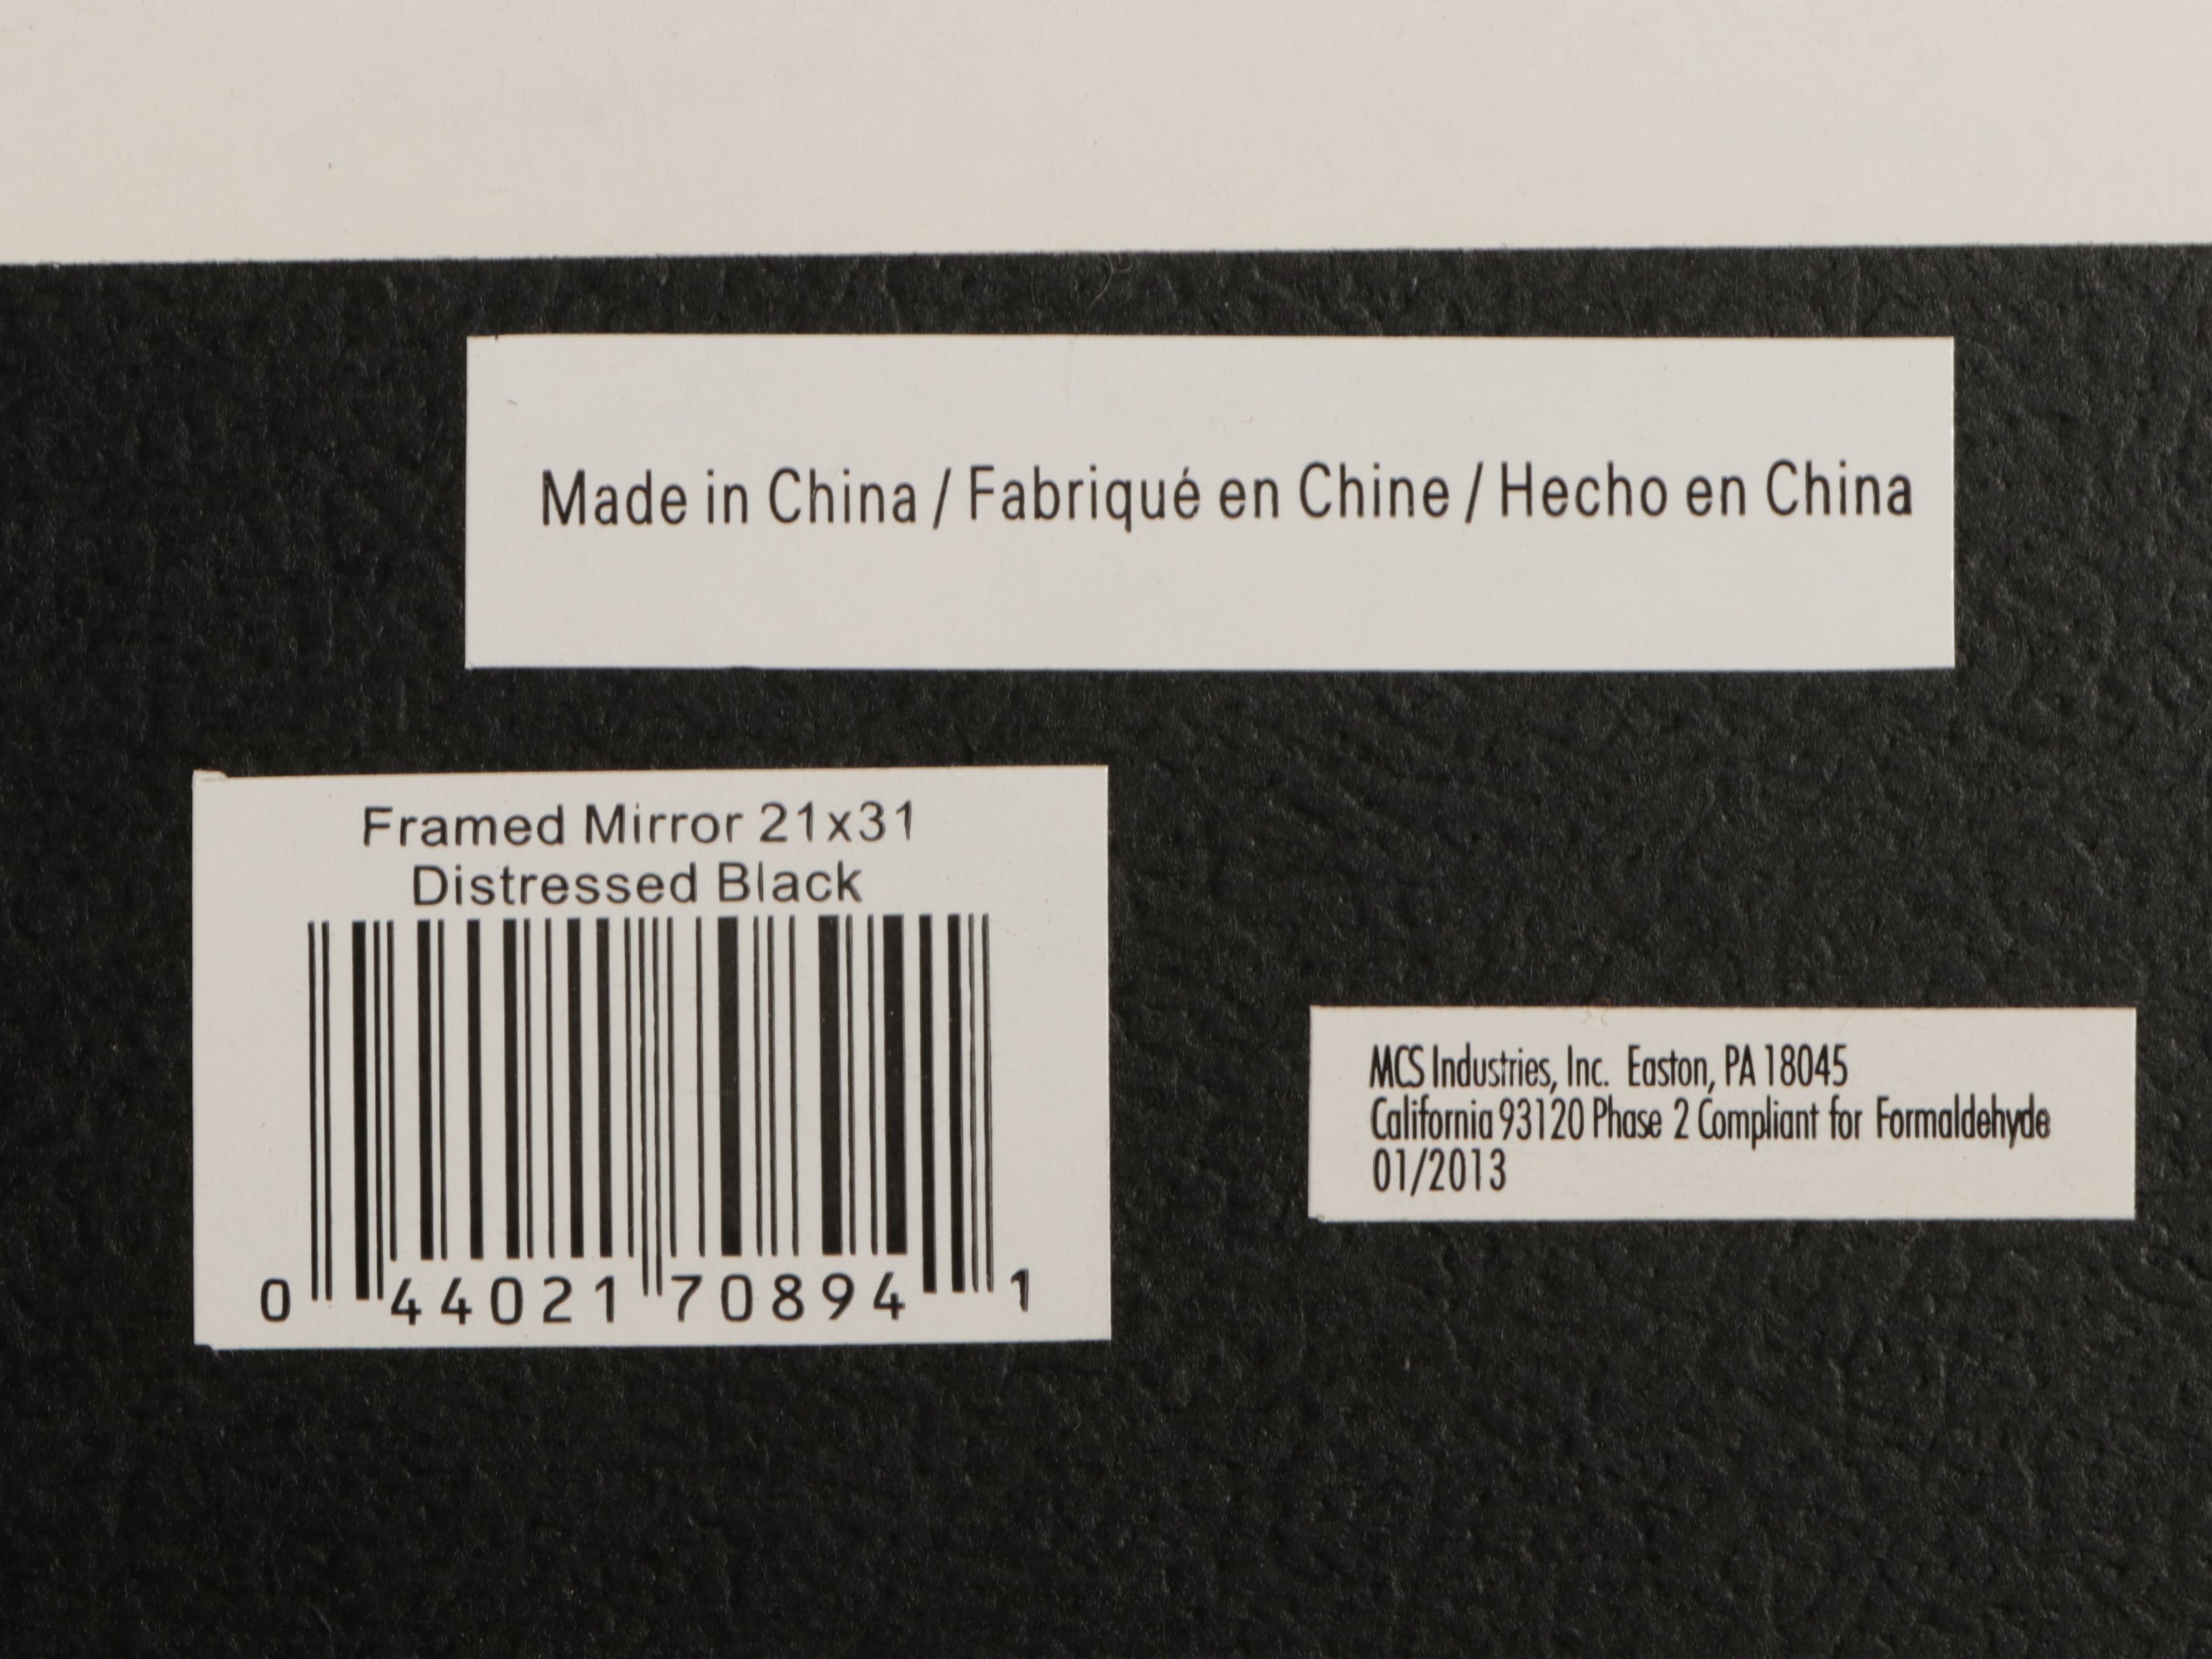 Made in China / Fabriqué en Chine / Hecho en China
Framed Mirror 21x31
Distressed Black
0 44021 70894 1
MCS Industries, Inc. Easton, PA 18045
California 93120 Phase 2 Compliant for Formaldehyde
01/2013